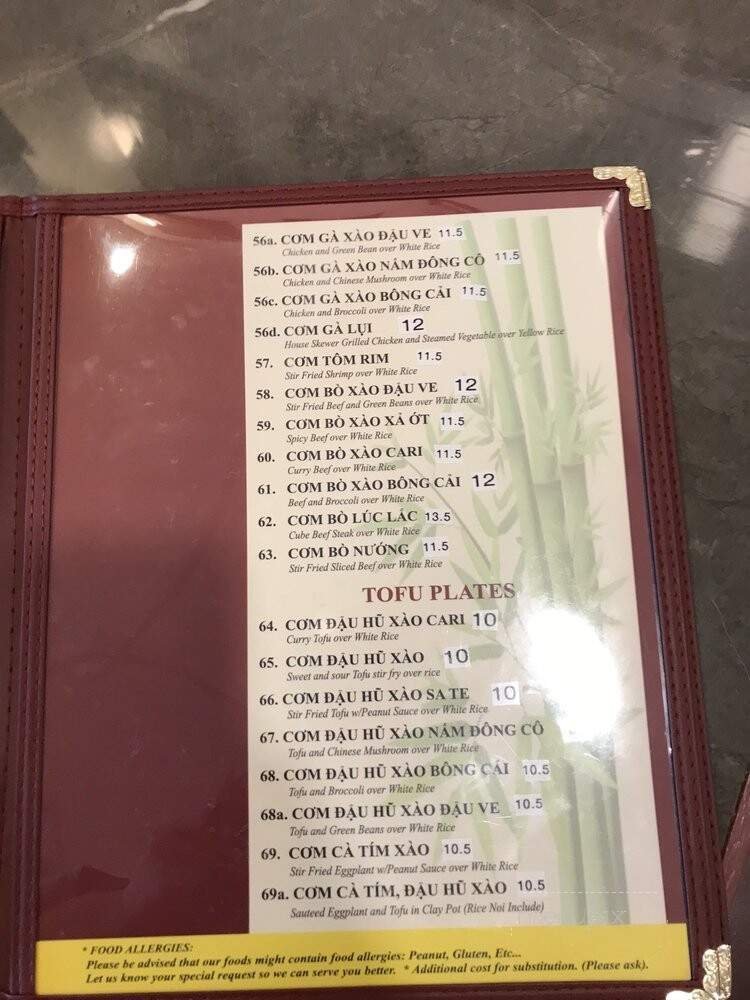 56a. CƠM GÀ XÀO ĐẬU VE 11.5
Chicken and Green Bean over White Rice
56b. CƠM GÀ XÀO NẤM ĐÔNG CÔ 11.5
Chicken and Chinese Mushroom over White Rice
56c. CƠM GÀ XÀO BÔNG CẢI 11.5
Chicken and Broccoli over White Rice
56d. CƠM GÀ LỤI 12
House Skewer Grilled Chicken and Steamed Vegetable over Yellow Rice
57. CƠM TÔM RIM 11.5
Stir Fried Shrimp over White Rice
58. CƠM BÒ XÀO ĐẬU VE 12
Stir Fried Beef and Green Beans over White Rice
59. CƠM BÒ XÀO XẢ ỚT 11.5
Spicy Beef over White Rice
60. CƠM BÒ XÀO CARI 11.5
Curry Beef over White Rice
61. CƠM BÒ XÀO BÔNG CẢI 12
Beef and Broccoli over White Rice
62. CƠM BÒ LÚC LẮC 13.5
Cube Beef Steak over White Rice
63. CƠM BÒ NƯỚNG 11.5
Stir Fried Sliced Beef over White Rice
TOFU PLATES
64. CƠM ĐẬU HŨ XÀO CARI 10
Curry Tofu over White Rice
65. CƠM ĐẬU HŨ XÀO 10
Sweet and sour Tofu stir fry over rice
66. CƠM ĐẬU HŨ XÀO SA TE 10
Stir Fried Tofu w/Peanut Sauce over White Rice
67. CƠM ĐẬU HŨ XÀO NẤM ĐÔNG CÔ
Tofu and Chinese Mushroom over White Rice
68. CƠM ĐẬU HŨ XÀO BÔNG CẢI 10.5
Tofu and Broccoli over White Rice
68a. CƠM ĐẬU HŨ XÀO ĐẬU VE 10.5
Tofu and Green Beans over White Rice
69. CƠM CÀ TÍM XÀO 10.5
Stir Fried Eggplant w/Peanut Sauce over White Rice
69a. CƠM CÀ TÍM, ĐẬU HŨ XÀO 10.5
Sauteed Eggplant and Tofu in Clay Pot (Rice Noi Include)
* FOOD ALLERGIES:
Please be advised that our foods might contain food allergies: Peanut, Gluten, Etc...
Let us know your special request so we can serve you better. * Additional cost for substitution. (Please ask).